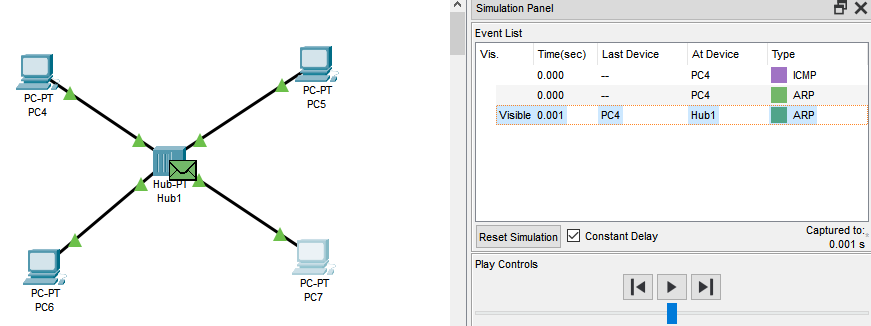 PC-PT
PC4
PC-PT
PC5
Hub-PT
Hub1
PC-PT
PC6
PC-PT
PC7
Simulation Panel
Event List
Vis. Time(sec) Last Device At Device Type
0.000 -- PC4 ICMP
0.000 -- PC4 ARP
Visible 0.001 PC4 Hub1 ARP
Reset Simulation Constant Delay
Captured to:
0.001 s
Play Controls